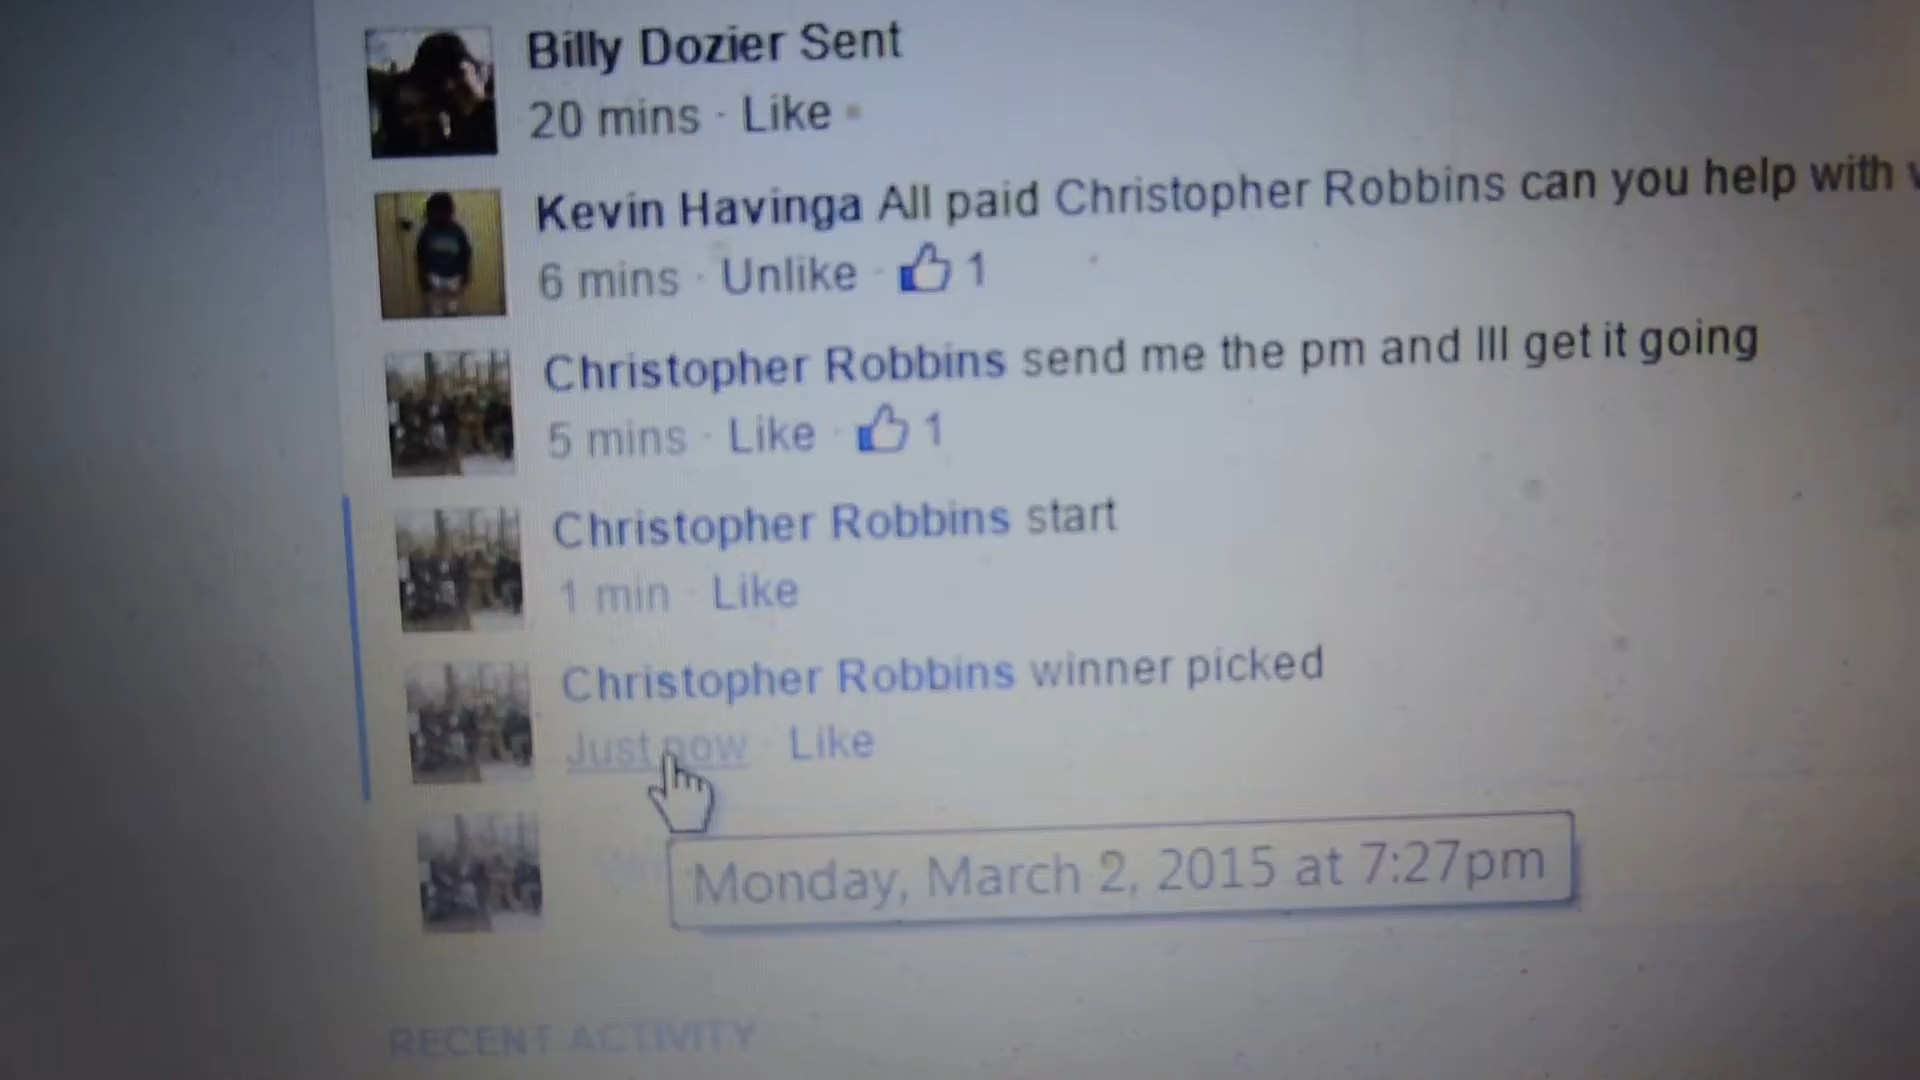 Billy Dozier Sent
20 mins · Like •
Kevin Havinga All paid Christopher Robbins can you help with
6 mins · Unlike · 1
Christopher Robbins send me the pm and Ill get it going
5 mins · Like · 1
Christopher Robbins start
1 min · Like
Christopher Robbins winner picked
Just now · Like
Monday, March 2, 2015 at 7:27pm
RECENT ACTIVITY